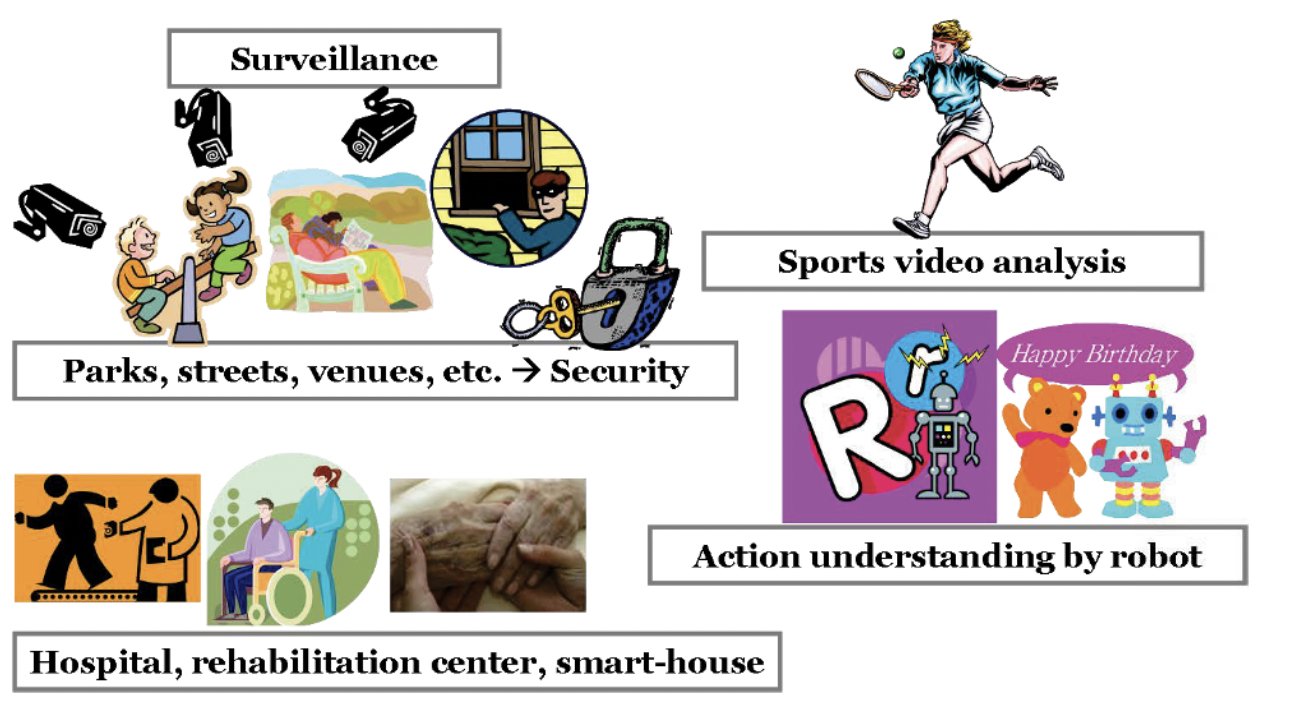 Surveillance
Parks, streets, venues, etc. → Security
Sports video analysis
R r
Happy Birthday
Action understanding by robot
Hospital, rehabilitation center, smart-house